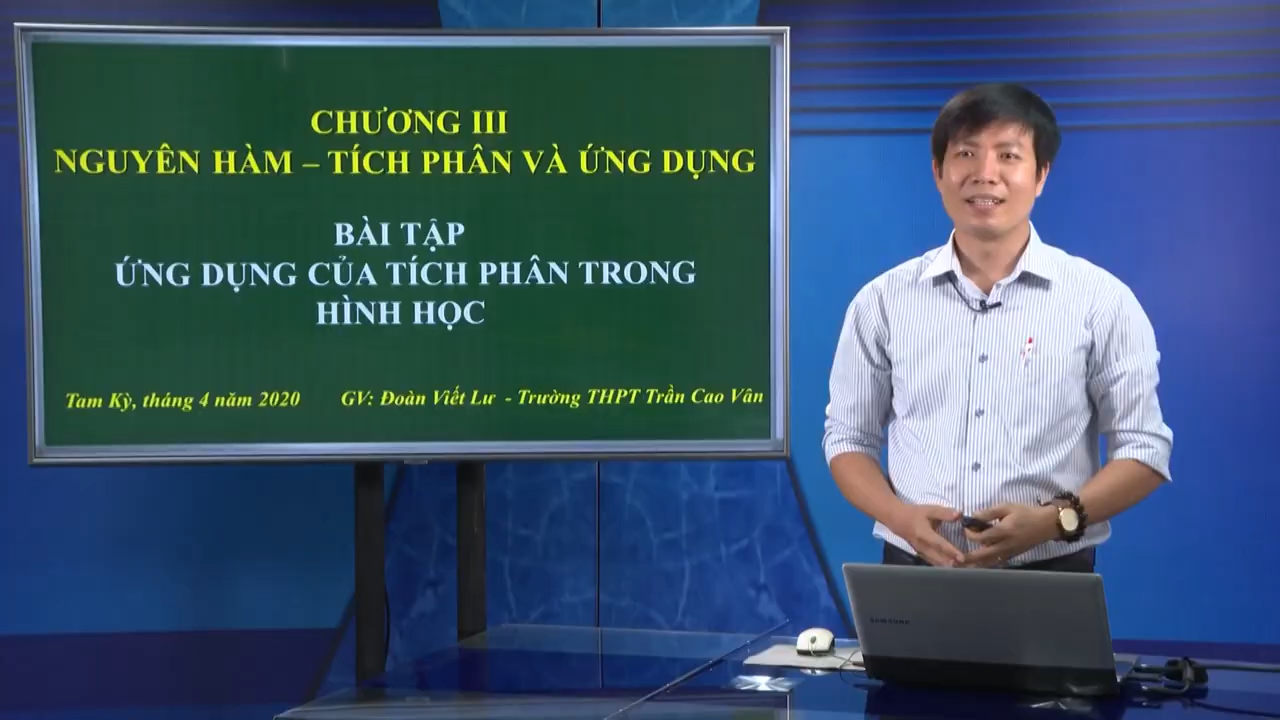 CHƯƠNG III
NGUYÊN HÀM – TÍCH PHÂN VÀ ỨNG DỤNG
BÀI TẬP
ỨNG DỤNG CỦA TÍCH PHÂN TRONG
HÌNH HỌC
Tam Kỳ, tháng 4 năm 2020 GV: Đoàn Viết Lư - Trường THPT Trần Cao Vân
SAMSUNG